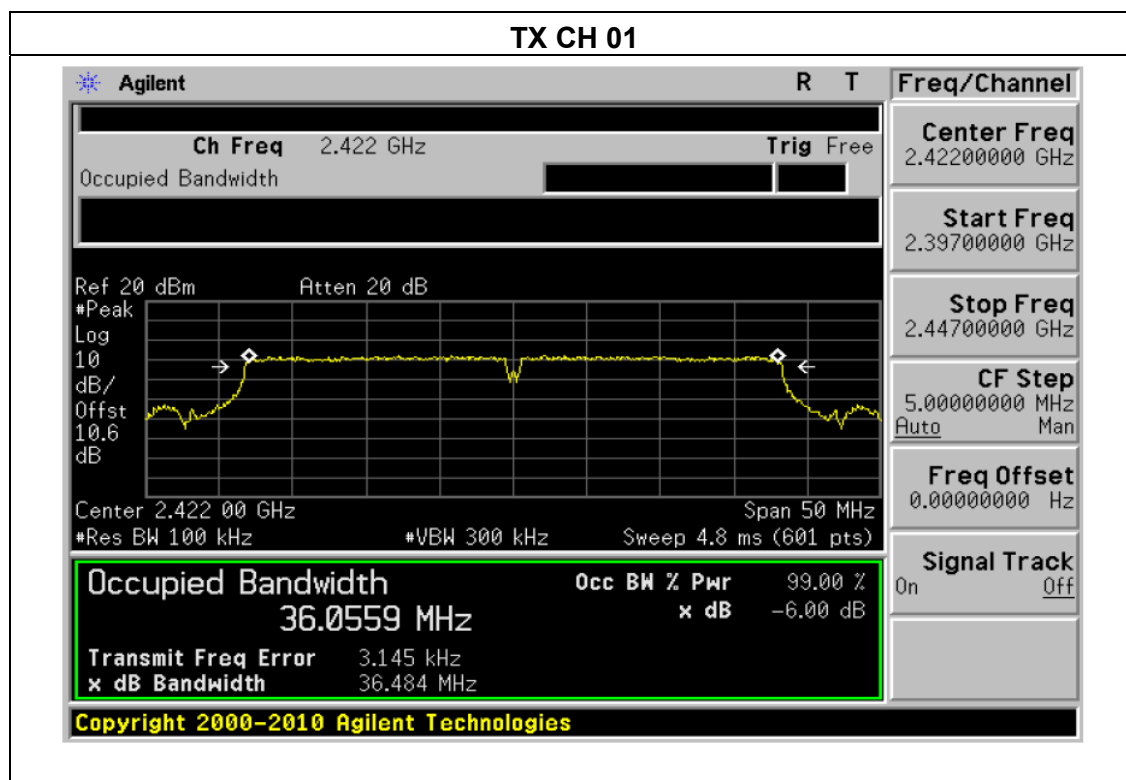 TX CH 01
Agilent R T Freq/Channel
Ch Freq 2.422 GHz Trig Free
Occupied Bandwidth
Center Freq
2.42200000 GHz
Start Freq
2.39700000 GHz
Stop Freq
2.44700000 GHz
CF Step
5.00000000 MHz
Auto Man
Freq Offset
0.00000000 Hz
Signal Track
On Off
Ref 20 dBm Atten 20 dB
#Peak
Log
10
dB/
Offst
10.6
dB
Center 2.422 00 GHz Span 50 MHz
#Res BW 100 kHz #VBW 300 kHz Sweep 4.8 ms (601 pts)
Occupied Bandwidth Occ BW % Pwr 99.00 %
36.0559 MHz x dB -6.00 dB
Transmit Freq Error 3.145 kHz
x dB Bandwidth 36.484 MHz
Copyright 2000-2010 Agilent Technologies